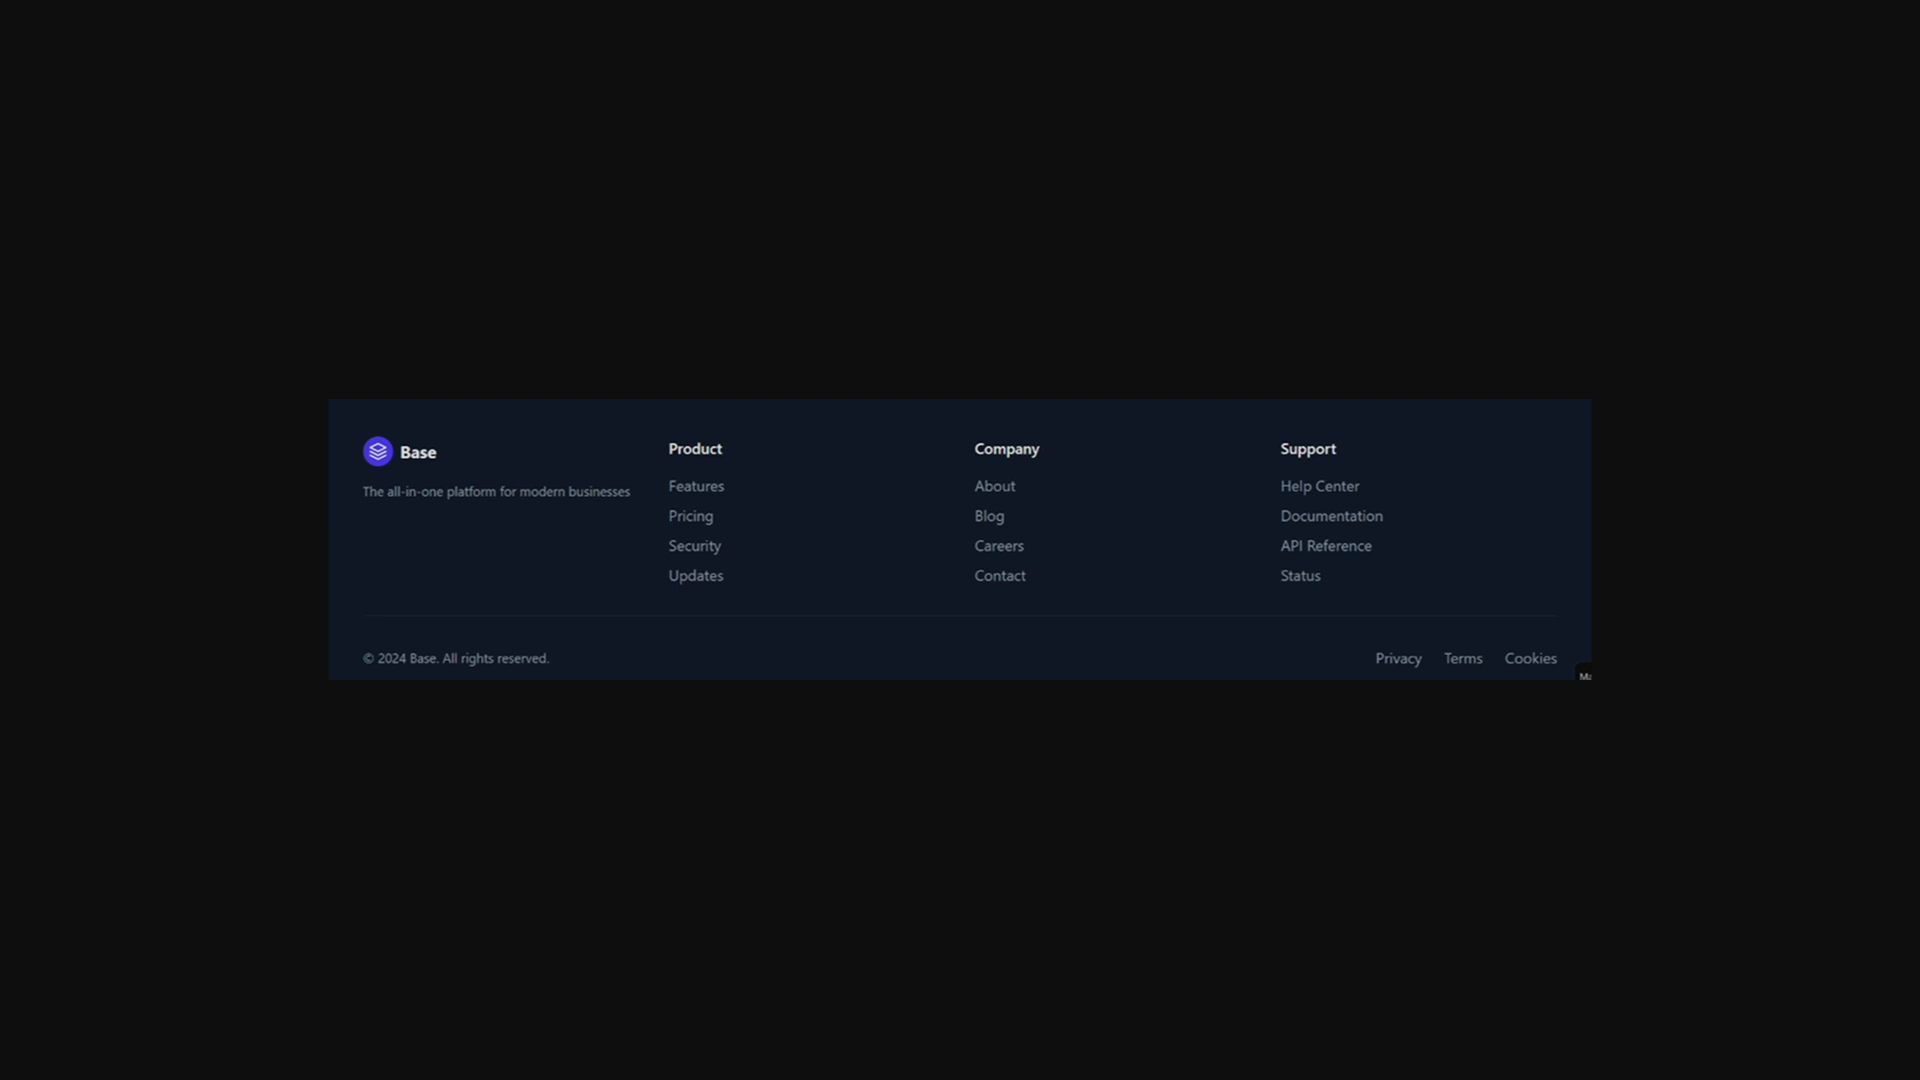 Base
The all-in-one platform for modern businesses
Product
Features
Pricing
Security
Updates
Company
About
Blog
Careers
Contact
Support
Help Center
Documentation
API Reference
Status
© 2024 Base. All rights reserved.
Privacy Terms Cookies